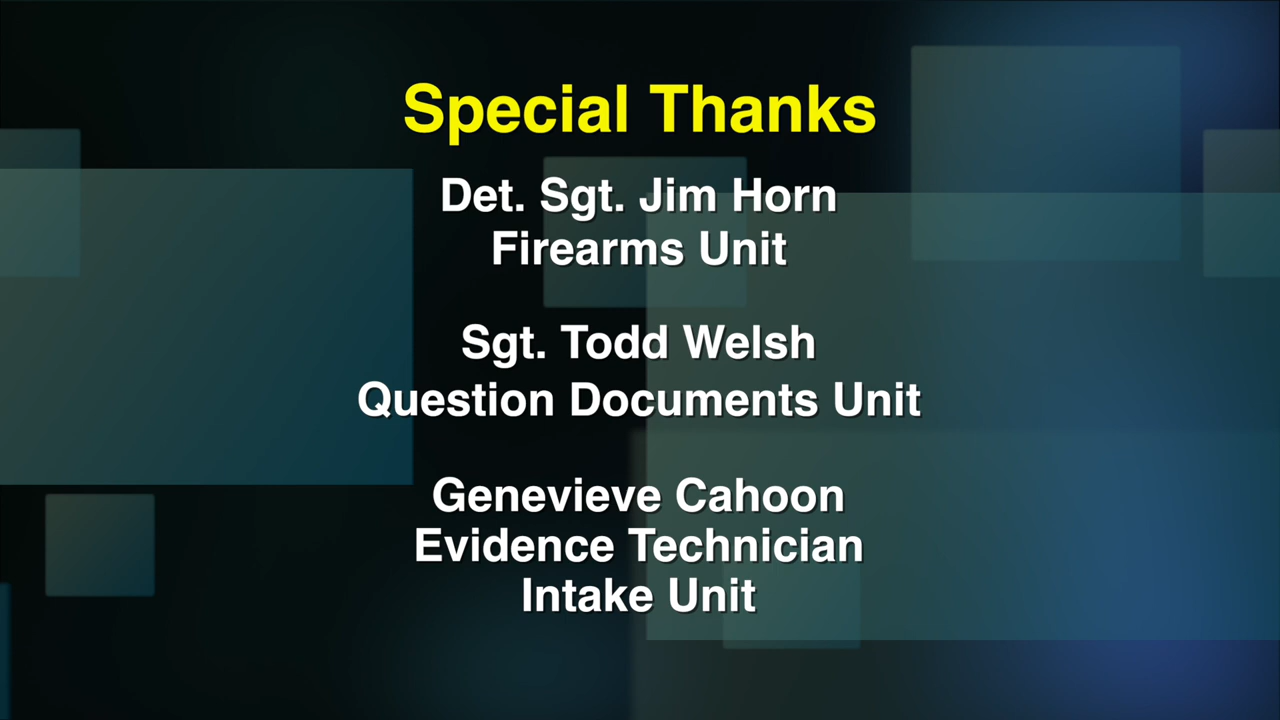 Special Thanks
Det. Sgt. Jim Horn
Firearms Unit
Sgt. Todd Welsh
Question Documents Unit
Genevieve Cahoon
Evidence Technician
Intake Unit